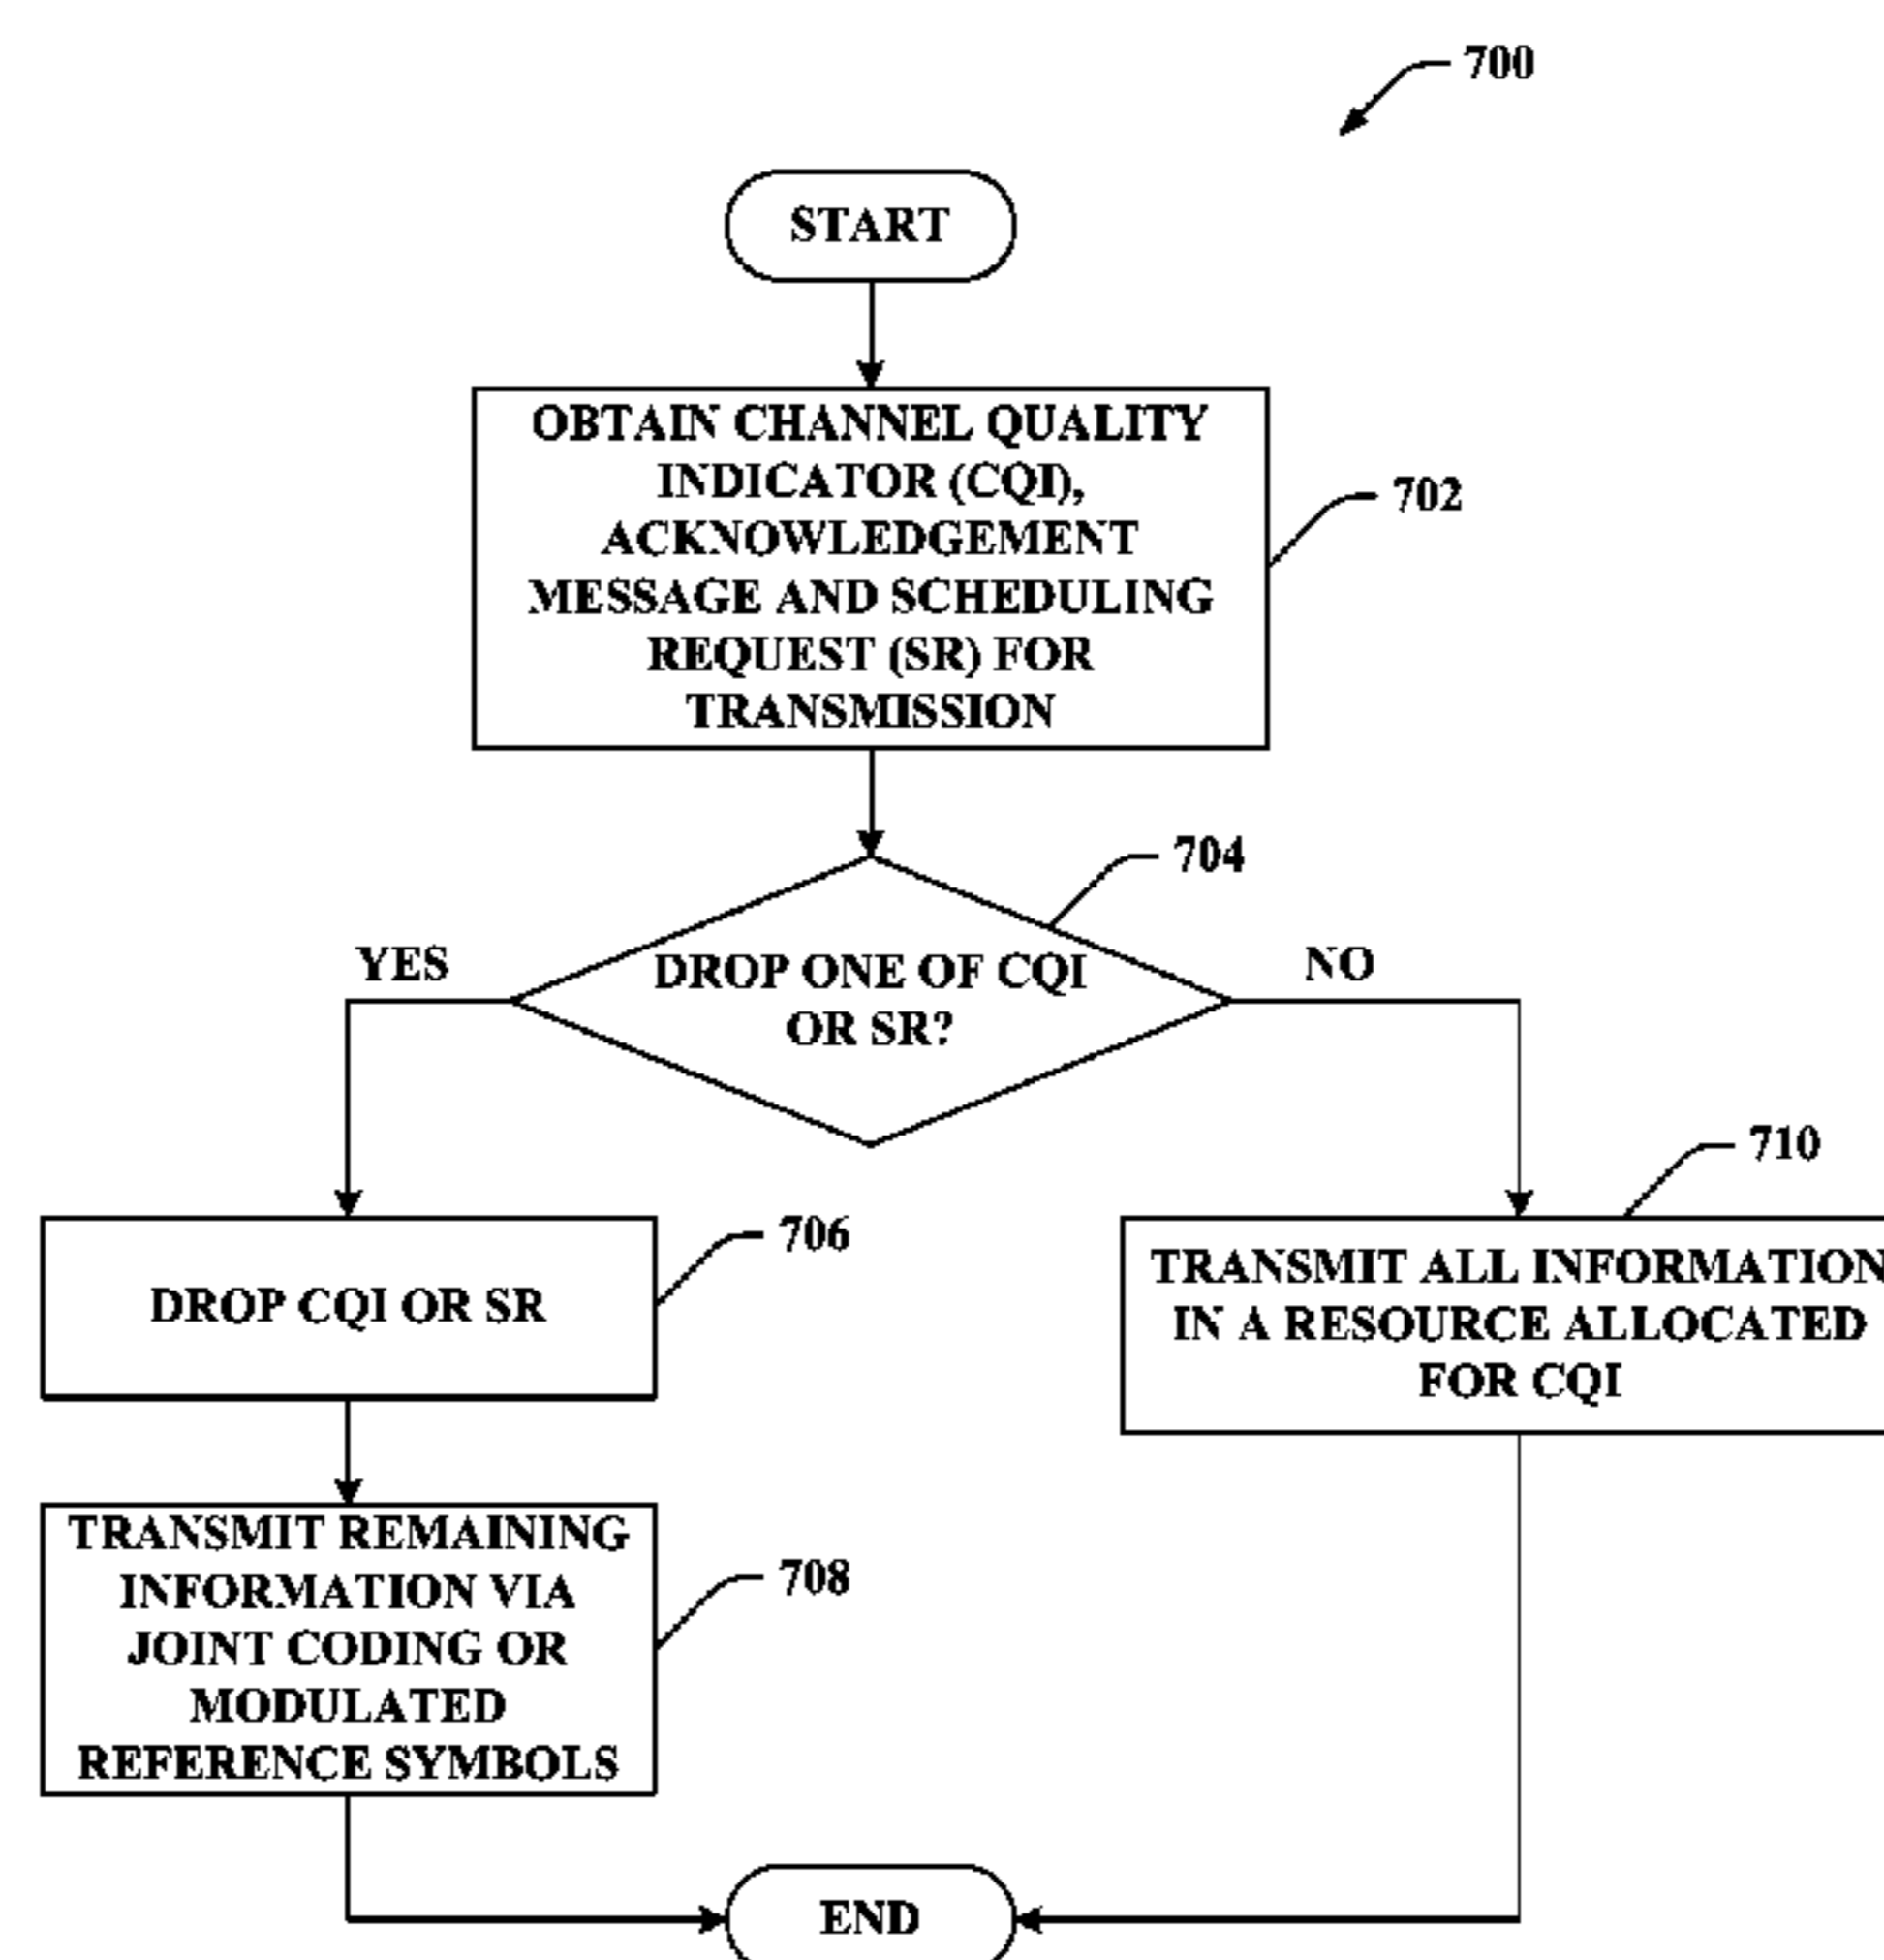 700
START
OBTAIN CHANNEL QUALITY
INDICATOR (CQI),
ACKNOWLEDGEMENT
MESSAGE AND SCHEDULING
REQUEST (SR) FOR
TRANSMISSION
702
704
YES
DROP ONE OF CQI
OR SR?
NO
706
DROP CQI OR SR
710
TRANSMIT ALL INFORMATION
IN A RESOURCE ALLOCATED
FOR CQI
TRANSMIT REMAINING
INFORMATION VIA
JOINT CODING OR
MODULATED
REFERENCE SYMBOLS
708
END